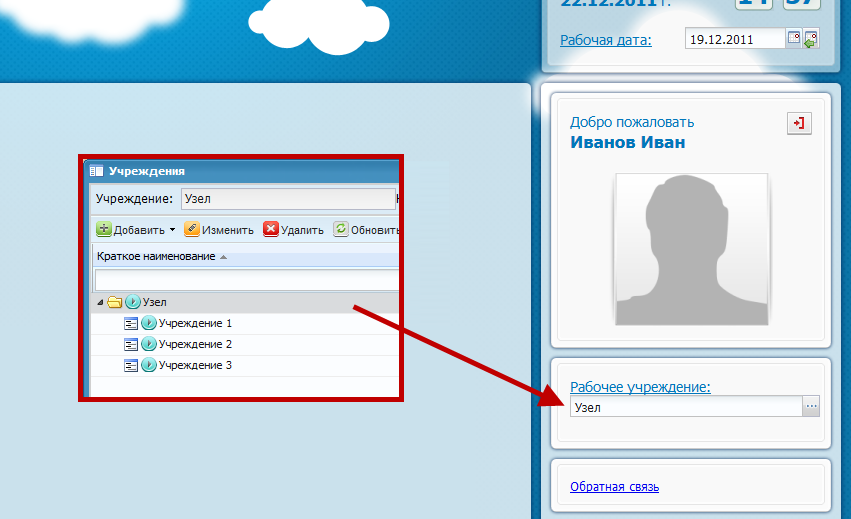 22.12.2011 г.
14 57
Рабочая дата:
19.12.2011
Добро пожаловать
Иванов Иван
Учреждения
Учреждение: Узел
Добавить Изменить Удалить Обновить
Краткое наименование
Узел
Учреждение 1
Учреждение 2
Учреждение 3
Рабочее учреждение:
Узел
...
Обратная связь